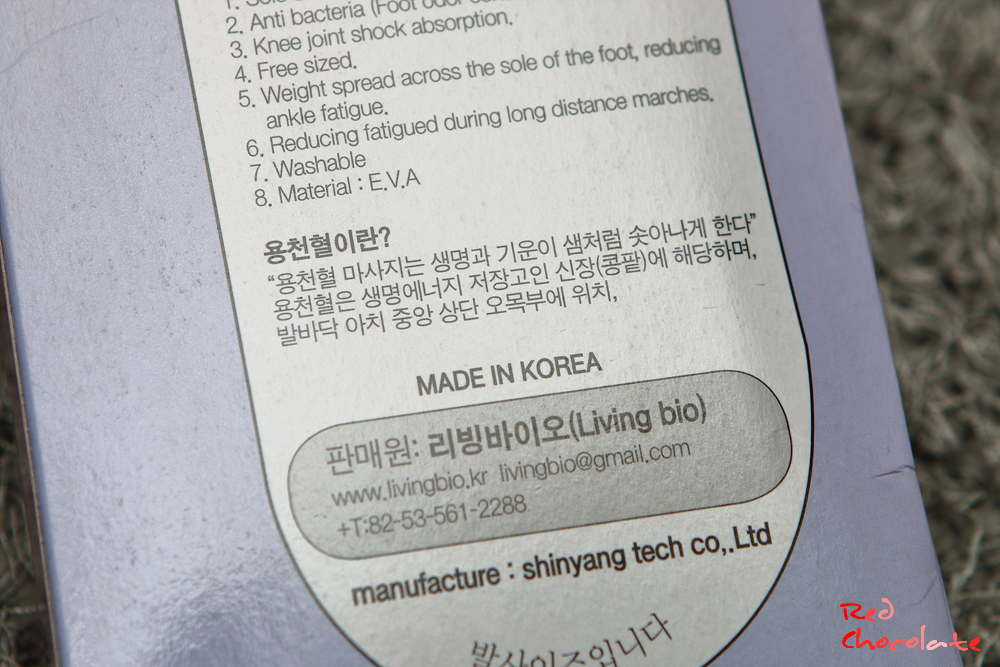 2. Anti bacteria (Foot odor
3. Knee joint shock absorption.
4. Free sized.
5. Weight spread across the sole of the foot, reducing
ankle fatigue.
6. Reducing fatigued during long distance marches.
7. Washable
8. Material : E.V.A
용천혈이란?
“용천혈 마사지는 생명과 기운이 샘처럼 솟아나게 한다”
용천혈은 생명에너지 저장고인 신장(콩팥)에 해당하며,
발바닥 아치 중앙 상단 오목부에 위치,
MADE IN KOREA
판매원: 리빙바이오(Living bio)
www.livingbio.kr livingbio@gmail.com
+T:82-53-561-2288
manufacture : shinyang tech co,.Ltd
Red
Chocolate